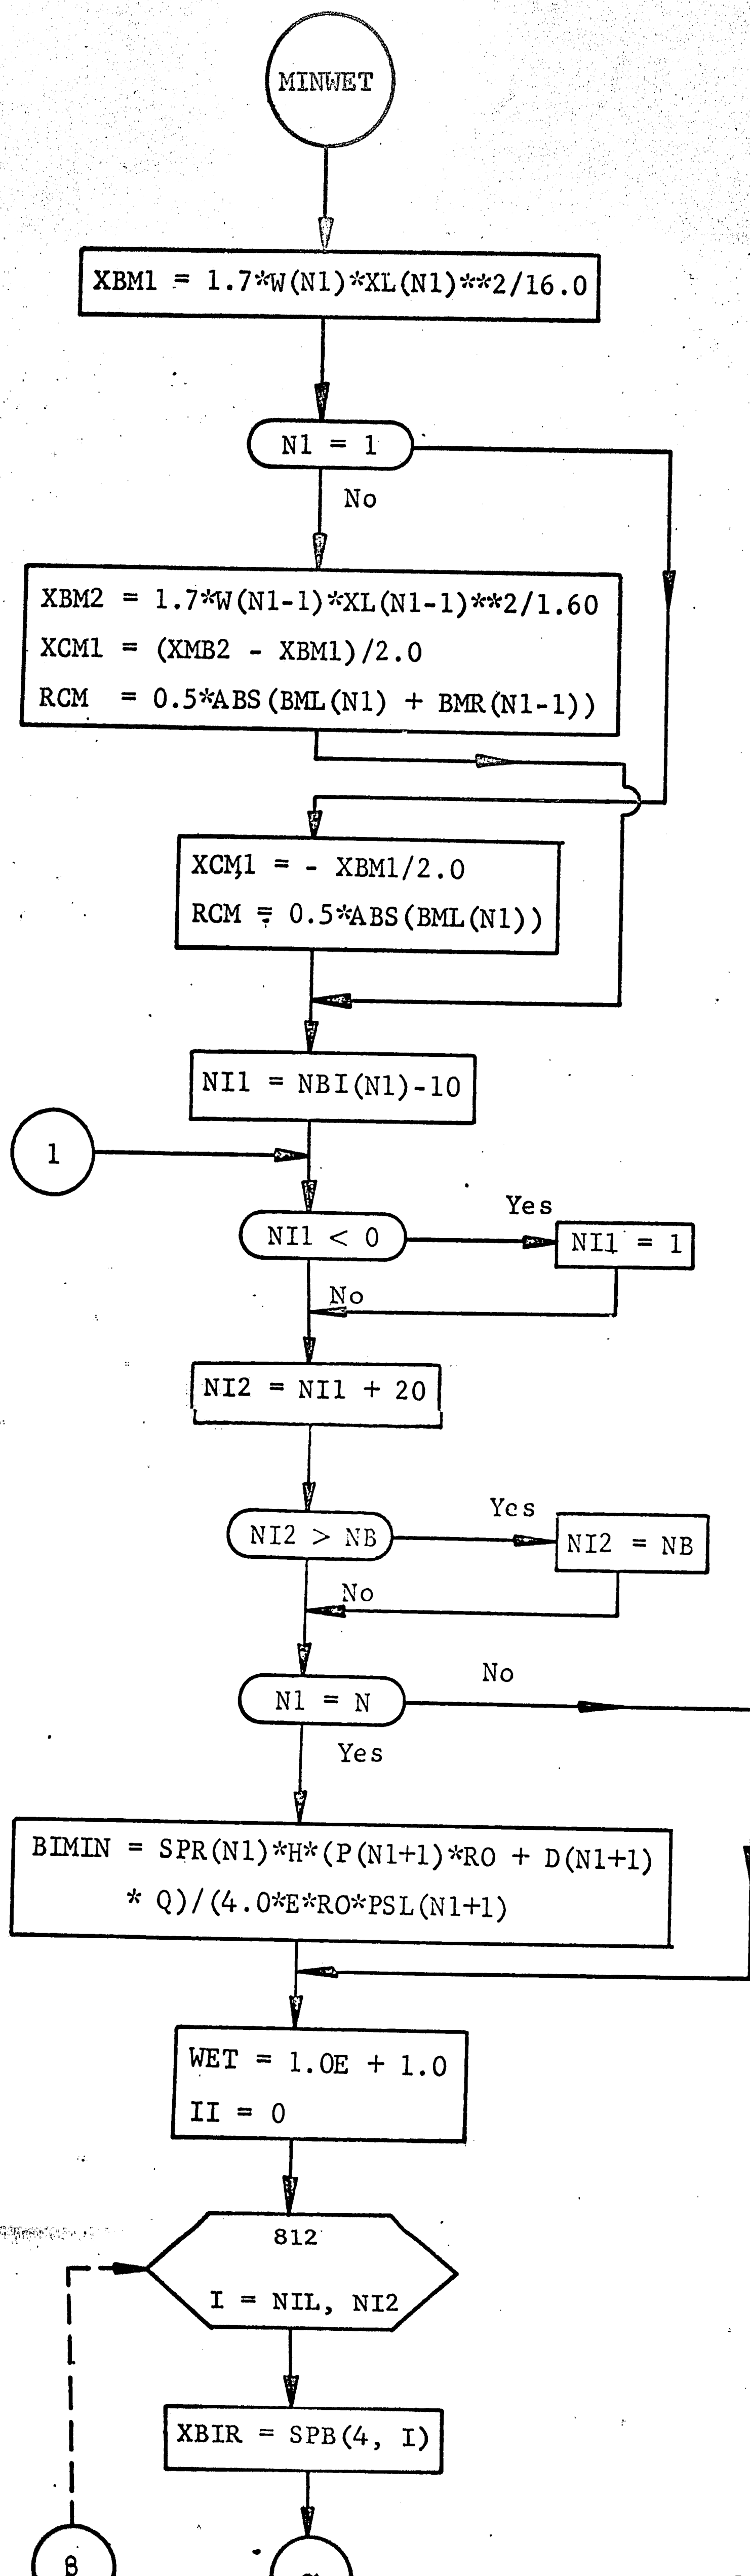 MINWET
XBM1 = 1.7*W(N1)*XL(N1)**2/16.0
N1 = 1
No
XBM2 = 1.7*W(N1-1)*XL(N1-1)**2/1.60
XCM1 = (XMB2 - XBM1)/2.0
RCM = 0.5*ABS(BML(N1) + BMR(N1-1))
XCM1 = - XBM1/2.0
RCM = 0.5*ABS(BML(N1))
NI1 = NBI(N1)-10
1
Yes
NI1 < 0
NI1 = 1
No
NI2 = NI1 + 20
Yes
NI2 > NB
NI2 = NB
No
No
N1 = N
Yes
BIMIN = SPR(N1)*H*(P(N1+1)*RO + D(N1+1)
* Q)/(4.0*E*RO*PSL(N1+1)
WET = 1.0E + 1.0
II = 0
812
I = NIL, NI2
XBIR = SPB(4, I)
β